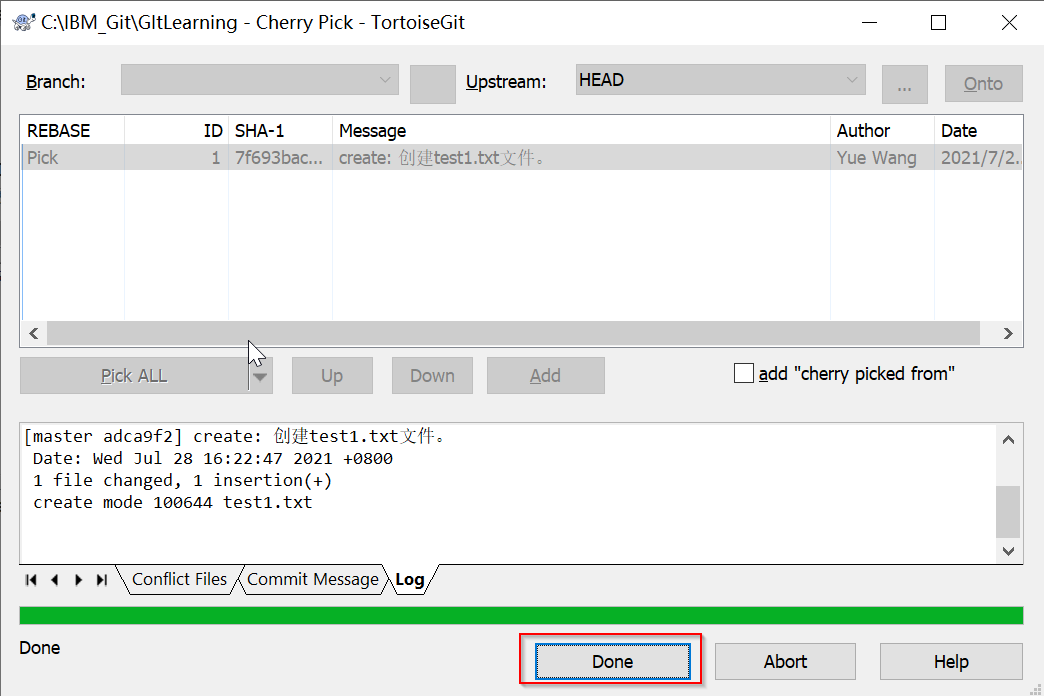 C:\IBM_Git\GItLearning - Cherry Pick - TortoiseGit
Branch: Upstream: HEAD ... Onto
REBASE ID SHA-1 Message Author Date
Pick 1 7f693bac... create: 创建test1.txt文件。 Yue Wang 2021/7/2...
Pick ALL Up Down Add add "cherry picked from"
[master adca9f2] create: 创建test1.txt文件。
Date: Wed Jul 28 16:22:47 2021 +0800
1 file changed, 1 insertion(+)
create mode 100644 test1.txt
Conflict Files Commit Message Log
Done
Done Abort Help